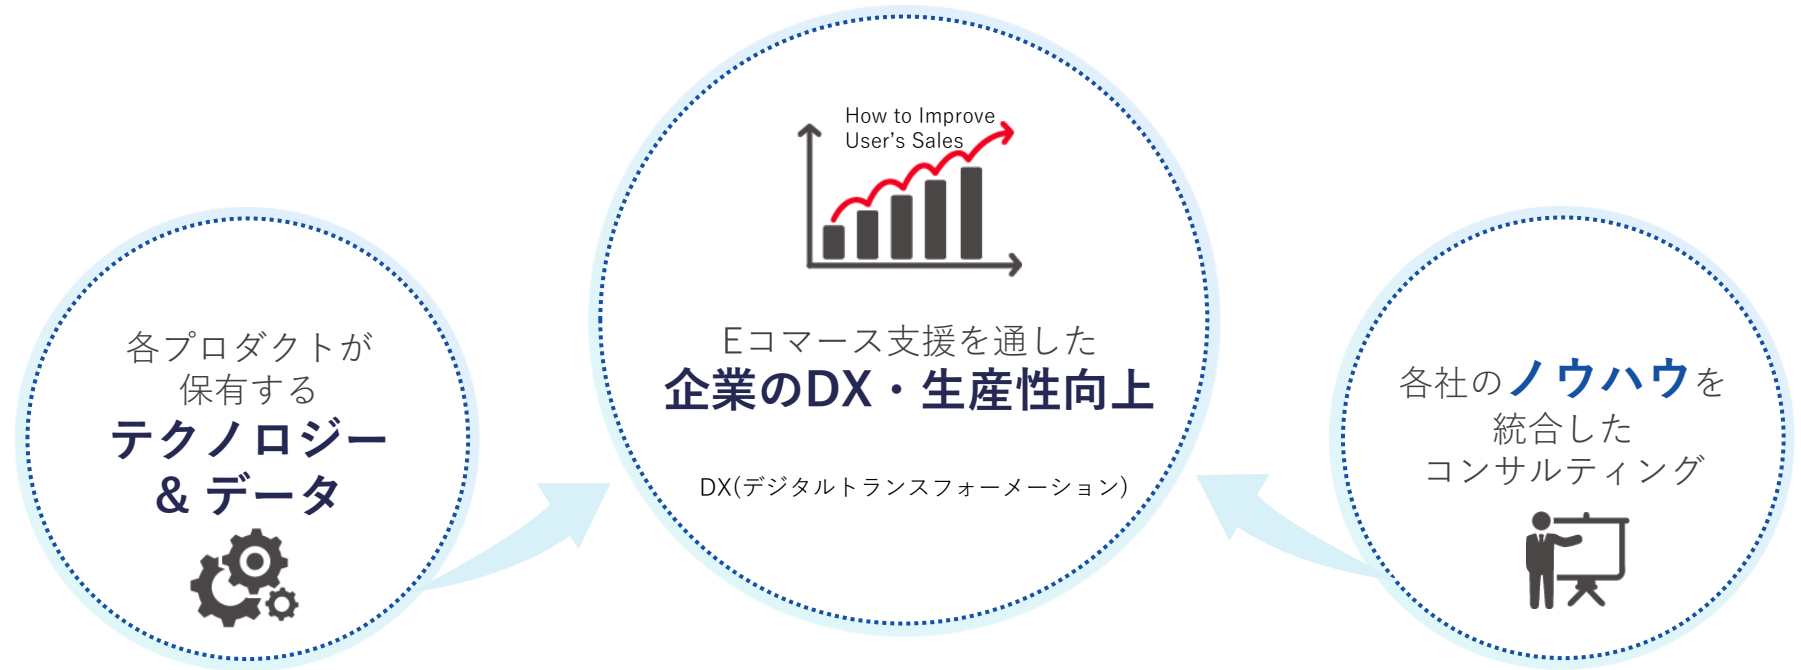 各プロダクトが
保有する
テクノロジー
& データ
How to Improve
User’s Sales
Eコマース支援を通した
企業のDX・生産性向上
DX(デジタルトランスフォーメーション)
各社のノウハウを
統合した
コンサルティング